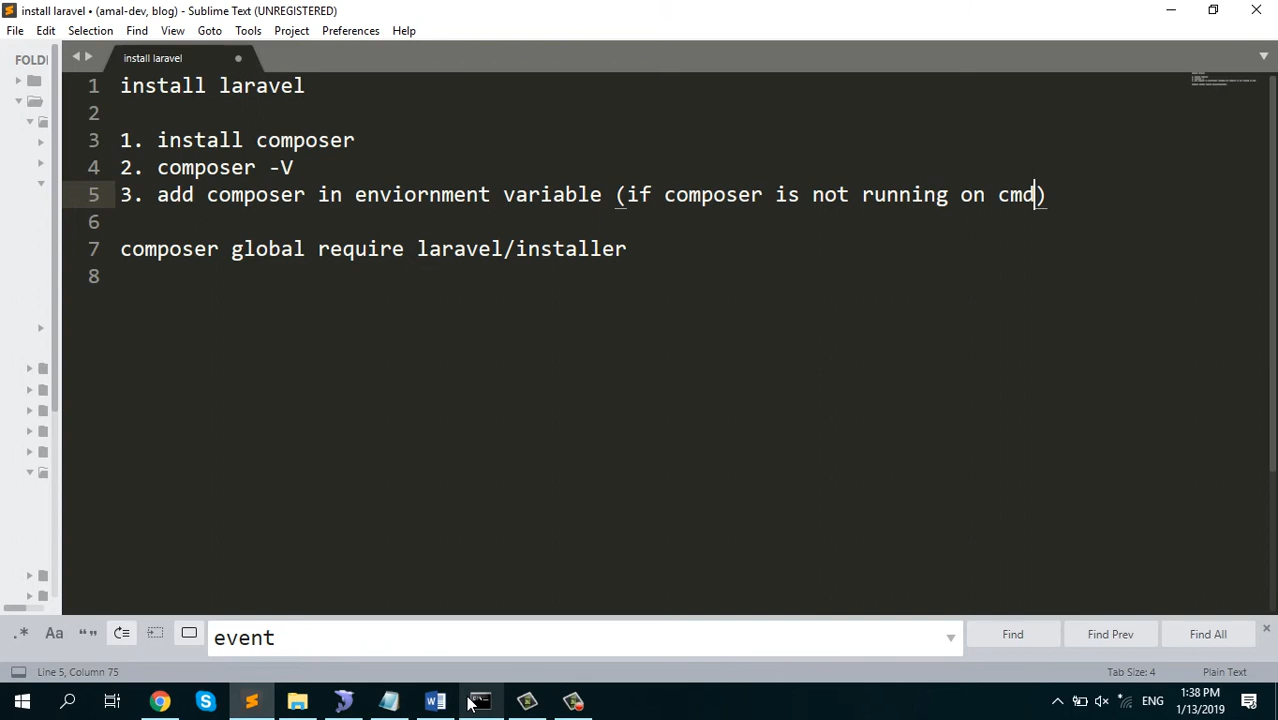 install laravel • (amal-dev, blog) - Sublime Text (UNREGISTERED)
File Edit Selection Find View Goto Tools Project Preferences Help
FOLD
install laravel
1 install laravel
2
3 1. install composer
4 2. composer -V
5 3. add composer in enviornment variable (if composer is not running on cmd)
6
7 composer global require laravel/installer
8
.* Aa “” event Find Find Prev Find All
Line 5, Column 75 Tab Size: 4 Plain Text
ENG 1:38 PM
1/13/2019